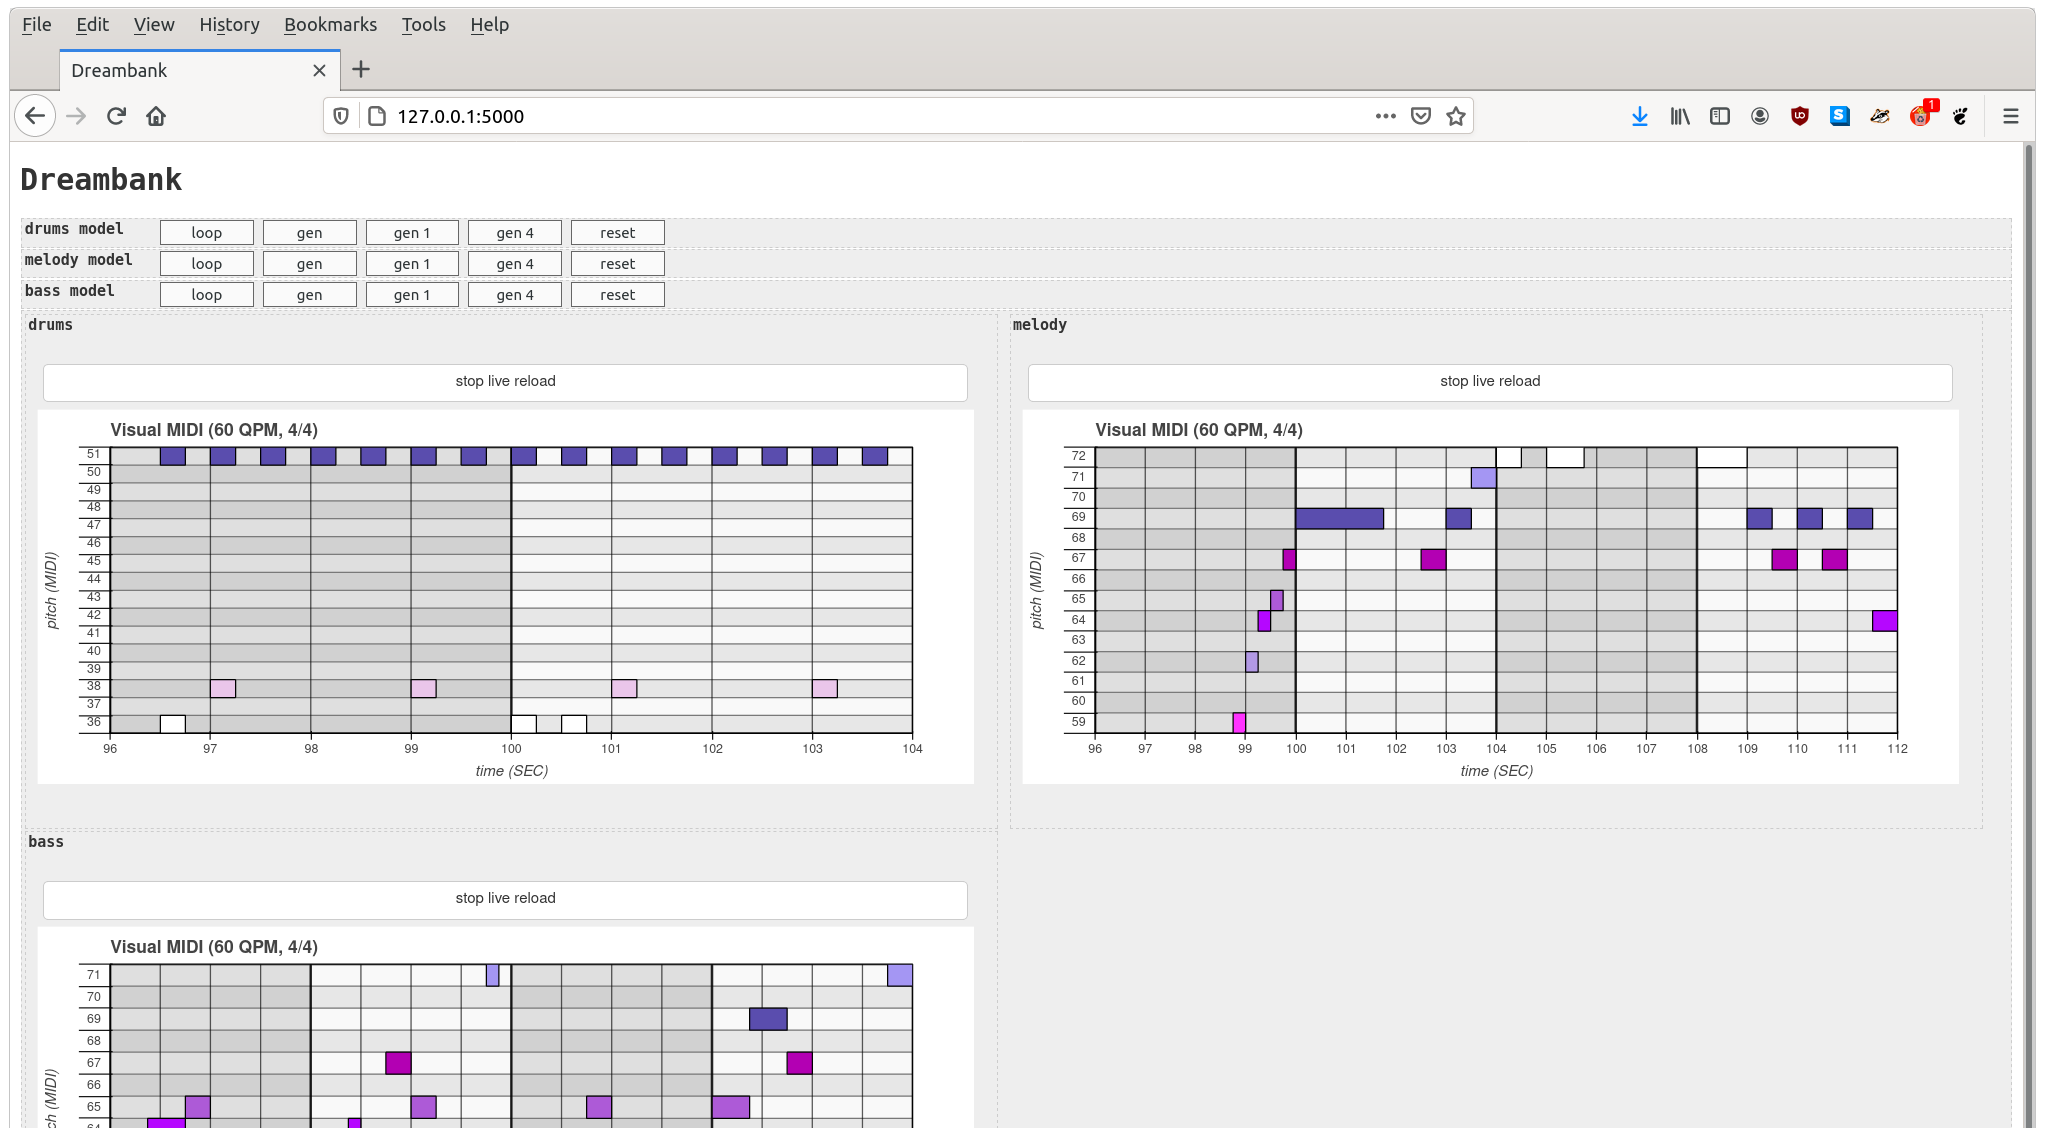 File Edit View History Bookmarks Tools Help
Dreambank
127.0.0.1:5000
1
Dreambank
drums model loop gen gen 1 gen 4 reset
melody model loop gen gen 1 gen 4 reset
bass model loop gen gen 1 gen 4 reset
drums
stop live reload
Visual MIDI (60 QPM, 4/4)
51
50
49
48
47
46
45
44
43
42
41
40
39
38
37
36
pitch (MIDI)
96 97 98 99 100 101 102 103 104
time (SEC)
melody
stop live reload
Visual MIDI (60 QPM, 4/4)
72
71
70
69
68
67
66
65
64
63
62
61
60
59
pitch (MIDI)
96 97 98 99 100 101 102 103 104 105 106 107 108 109 110 111 112
time (SEC)
bass
stop live reload
Visual MIDI (60 QPM, 4/4)
71
70
69
68
67
66
65
64
ch (MIDI)